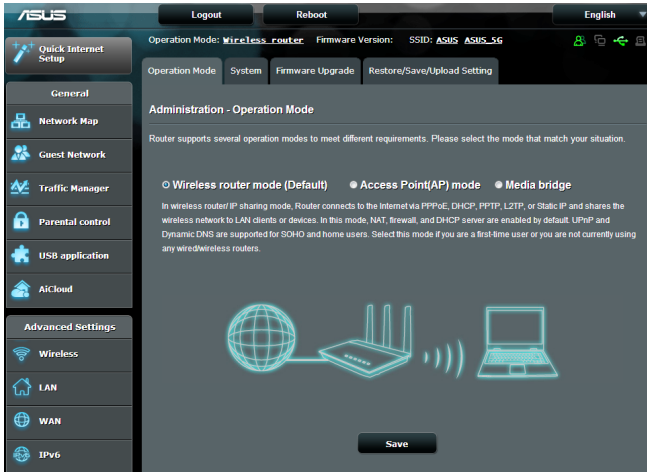 ASUS
Logout
Reboot
English
Quick Internet
Setup
Operation Mode: Wireless router Firmware Version: SSID: ASUS ASUS_5G
Operation Mode
System
Firmware Upgrade
Restore/Save/Upload Setting
General
Network Map
Guest Network
Traffic Manager
Parental control
USB application
AiCloud
Advanced Settings
Wireless
LAN
WAN
IPv6
Administration - Operation Mode
Router supports several operation modes to meet different requirements. Please select the mode that match your situation.
Wireless router mode (Default) Access Point(AP) mode Media bridge
In wireless router/ IP sharing mode, Router connects to the Internet via PPPoE, DHCP, PPTP, L2TP, or Static IP and shares the
wireless network to LAN clients or devices. In this mode, NAT, firewall, and DHCP server are enabled by default. UPnP and
Dynamic DNS are supported for SOHO and home users. Select this mode if you are a first-time user or you are not currently using
any wired/wireless routers.
Save